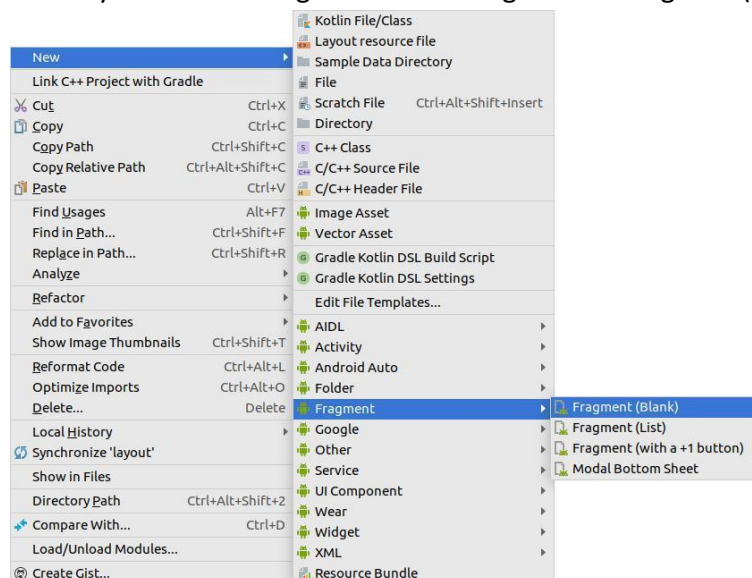 New
Link C++ Project with Gradle
Cut Ctrl+X
Copy Ctrl+C
Copy Path Ctrl+Shift+C
Copy Relative Path Ctrl+Alt+Shift+C
Paste Ctrl+V
Find Usages Alt+F7
Find in Path... Ctrl+Shift+F
Replace in Path... Ctrl+Shift+R
Analyze
Refactor
Add to Favorites
Show Image Thumbnails Ctrl+Shift+T
Reformat Code Ctrl+Alt+L
Optimize Imports Ctrl+Alt+O
Delete... Delete
Local History
Synchronize 'layout'
Show in Files
Directory Path Ctrl+Alt+Shift+2
Compare With... Ctrl+D
Load/Unload Modules...
Create Gist...
Kotlin File/Class
Layout resource file
Sample Data Directory
File
Scratch File Ctrl+Alt+Shift+Insert
Directory
C++ Class
C/C++ Source File
C/C++ Header File
Image Asset
Vector Asset
Gradle Kotlin DSL Build Script
Gradle Kotlin DSL Settings
Edit File Templates...
AIDL
Activity
Android Auto
Folder
Fragment
Google
Other
Service
UI Component
Wear
Widget
XML
Resource Bundle
Fragment (Blank)
Fragment (List)
Fragment (with a +1 button)
Modal Bottom Sheet